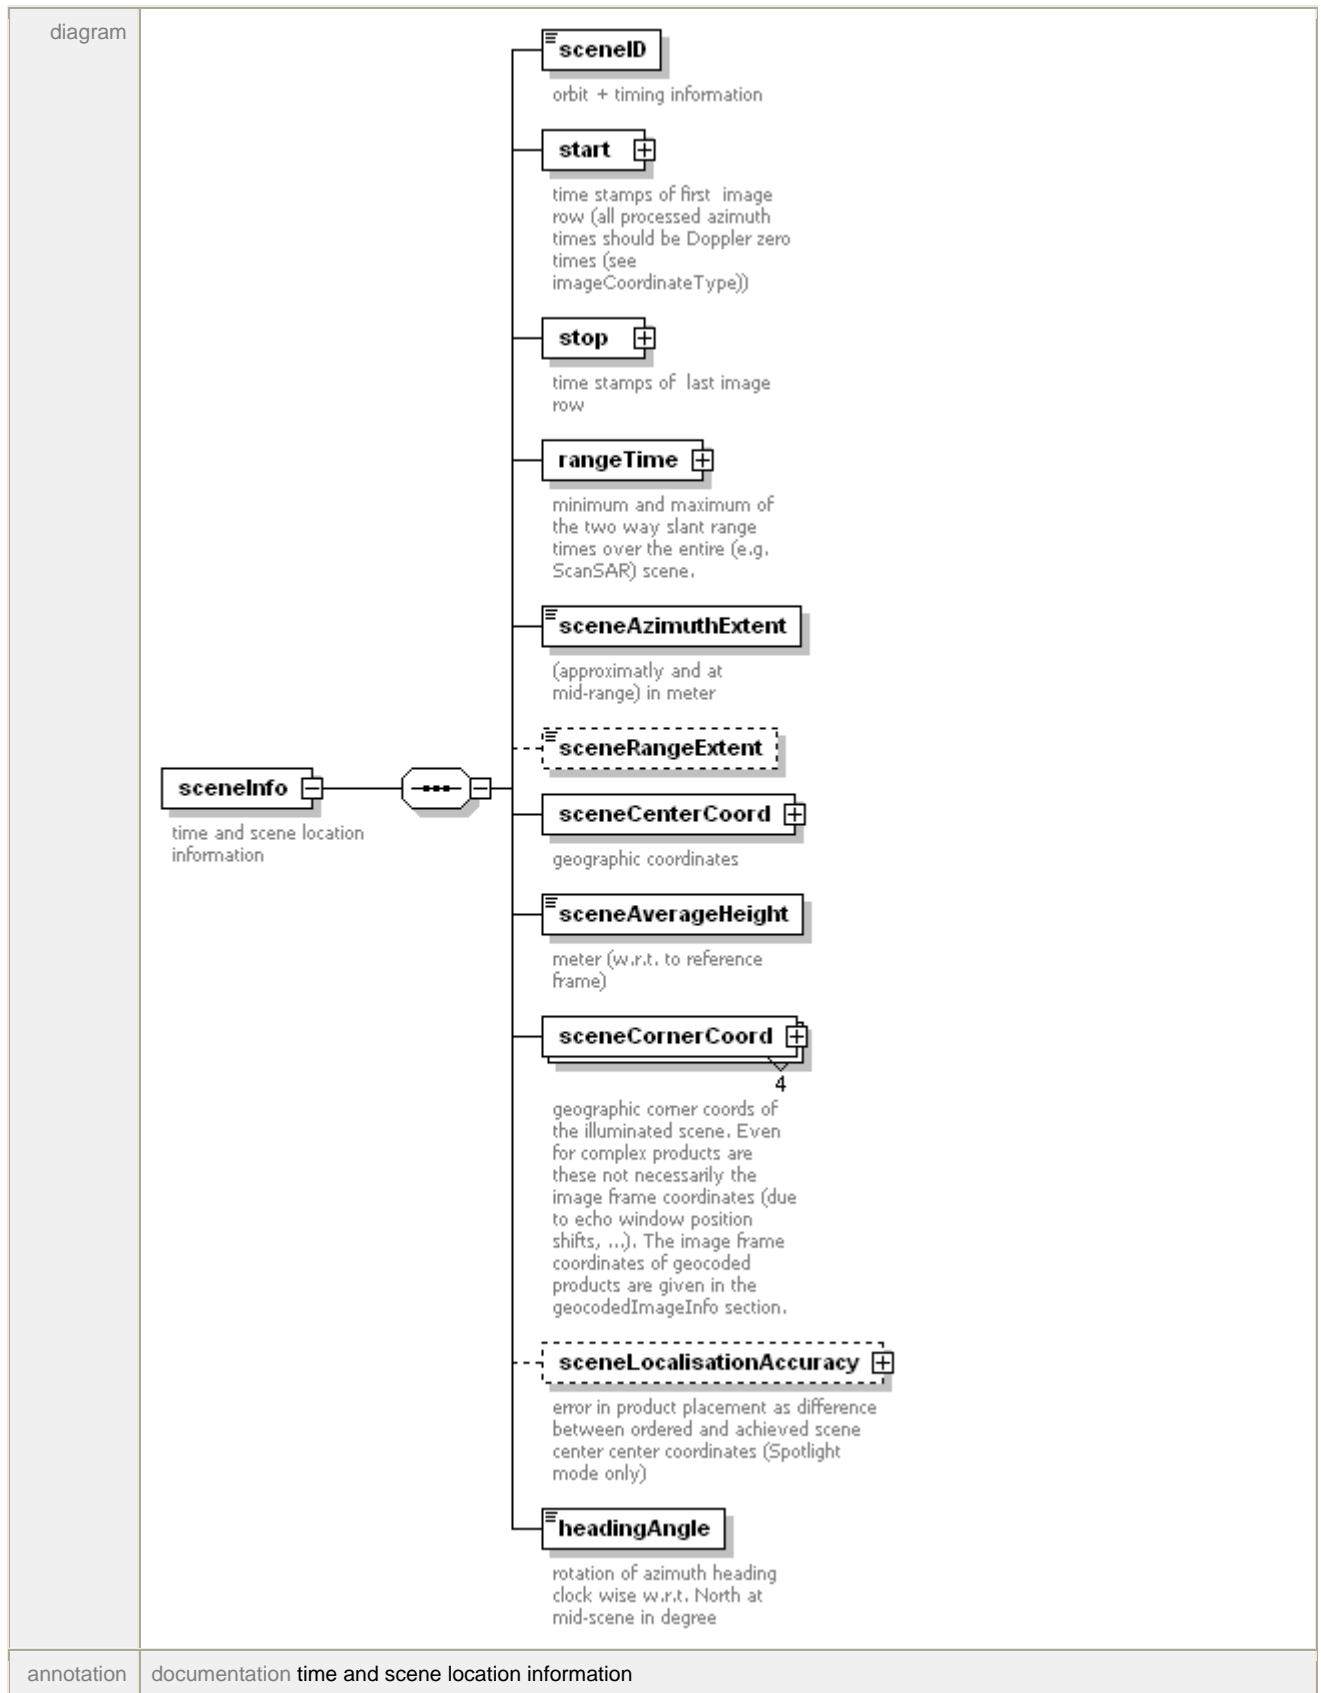 diagram
sceneID
orbit + timing information
start
time stamps of first image
row (all processed azimuth
times should be Doppler zero
times (see
imageCoordinateType))
stop
time stamps of last image
row
rangeTime
minimum and maximum of
the two way slant range
times over the entire (e.g.
ScanSAR) scene.
sceneAzimuthExtent
(approximatly and at
mid-range) in meter
sceneRangeExtent
sceneInfo
time and scene location
information
sceneCenterCoord
geographic coordinates
sceneAverageHeight
meter (w.r.t. to reference
frame)
sceneCornerCoord
4
geographic corner coords of
the illuminated scene. Even
for complex products are
these not necessarily the
image frame coordinates (due
to echo window position
shifts, ...). The image frame
coordinates of geocoded
products are given in the
geocodedImageInfo section.
sceneLocalisationAccuracy
error in product placement as difference
between ordered and achieved scene
center center coordinates (Spotlight
mode only)
headingAngle
rotation of azimuth heading
clock wise w.r.t. North at
mid-scene in degree
annotation documentation time and scene location information